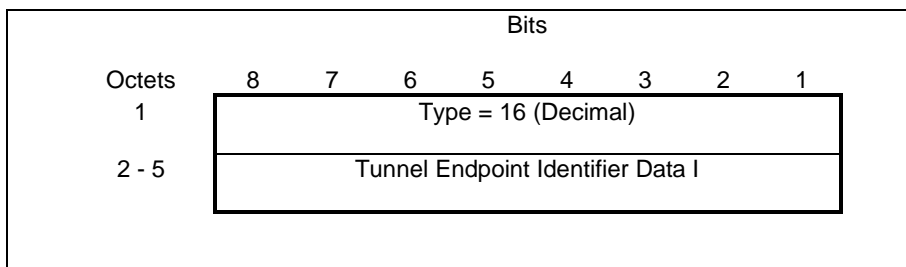 Bits
Octets 8 7 6 5 4 3 2 1
1 Type = 16 (Decimal)
2 - 5 Tunnel Endpoint Identifier Data I